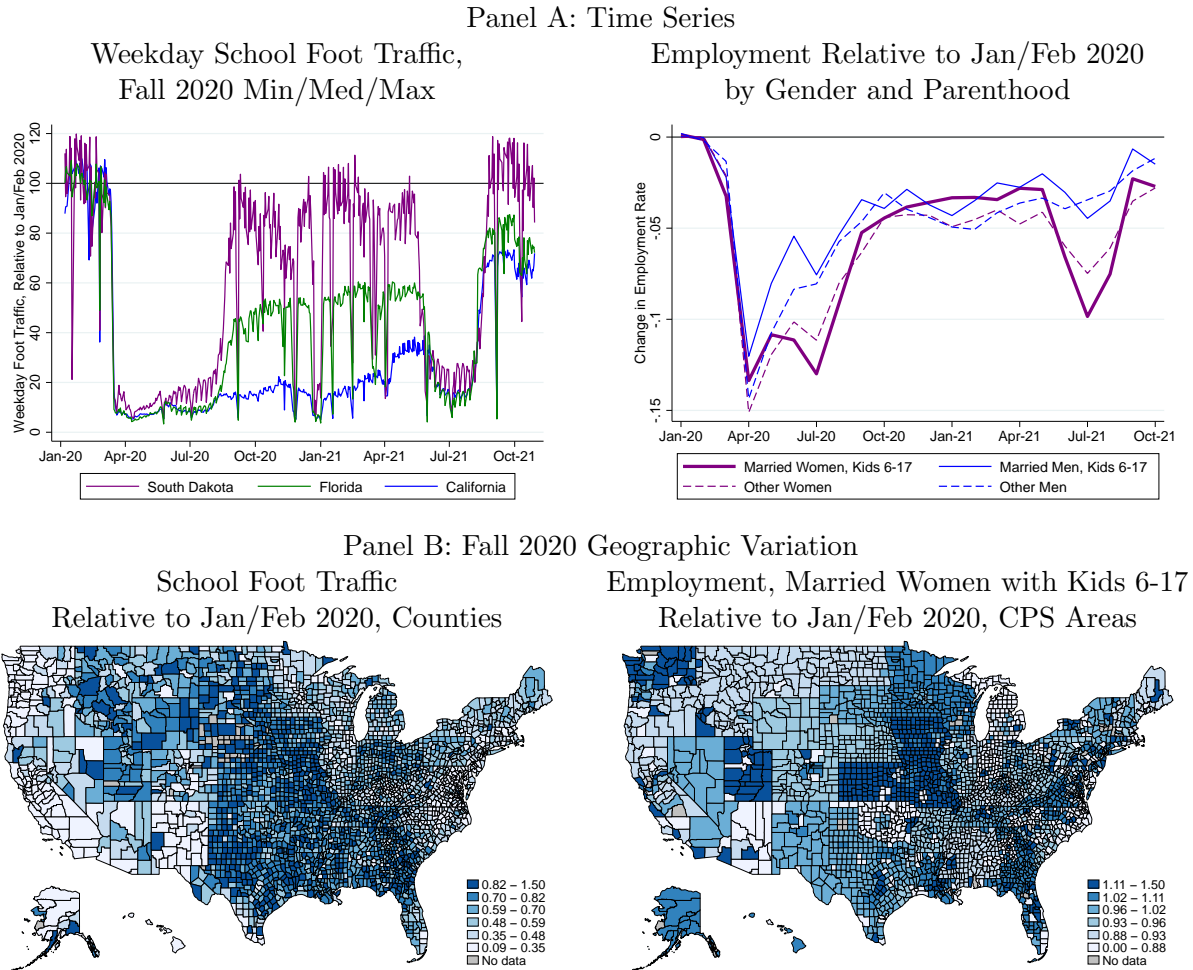 Panel A: Time Series
Weekday School Foot Traffic,
Fall 2020 Min/Med/Max
Weekday Foot Traffic, Relative to Jan/Feb 2020
120
100
80
60
40
20
0
Jan-20 Apr-20 Jul-20 Oct-20 Jan-21 Apr-21 Jul-21 Oct-21
South Dakota Florida California
Employment Relative to Jan/Feb 2020
by Gender and Parenthood
Change in Employment Rate
0
-.05
-.1
-.15
Jan-20 Apr-20 Jul-20 Oct-20 Jan-21 Apr-21 Jul-21 Oct-21
Married Women, Kids 6-17 Married Men, Kids 6-17
Other Women Other Men
Panel B: Fall 2020 Geographic Variation
School Foot Traffic
Relative to Jan/Feb 2020, Counties
0.82 – 1.50
0.70 – 0.82
0.59 – 0.70
0.48 – 0.59
0.35 – 0.48
0.09 – 0.35
No data
Employment, Married Women with Kids 6-17
Relative to Jan/Feb 2020, CPS Areas
1.11 – 1.50
1.02 – 1.11
0.96 – 1.02
0.93 – 0.96
0.88 – 0.93
0.00 – 0.88
No data